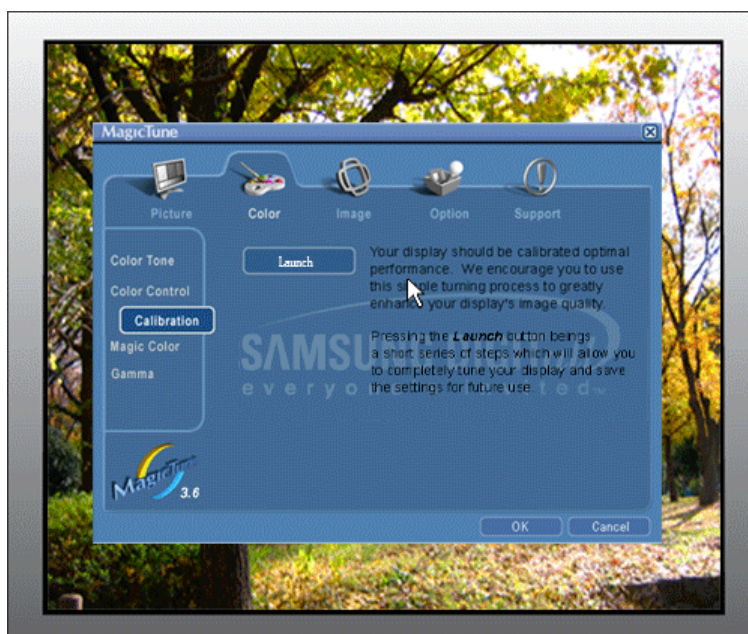 MagicTune
Picture
Color
Image
Option
Support
Color Tone
Color Control
Calibration
Magic Color
Gamma
Launch
Your display should be calibrated optimal
performance. We encourage you to use
this simple turning process to greatly
enhance your display's image quality.
Pressing the Launch button beings
a short series of steps which will allow you
to completely tune your display and save
the settings for future use.
MagicTune
3.6
OK
Cancel